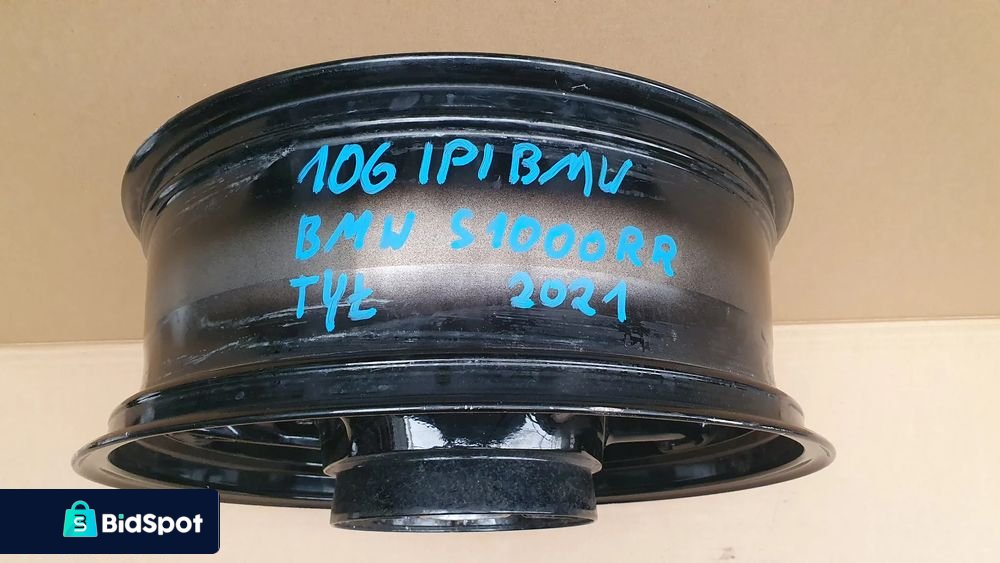 106 IPI BMW
BMW S1000RR
TYŁ 2021
BidSpot